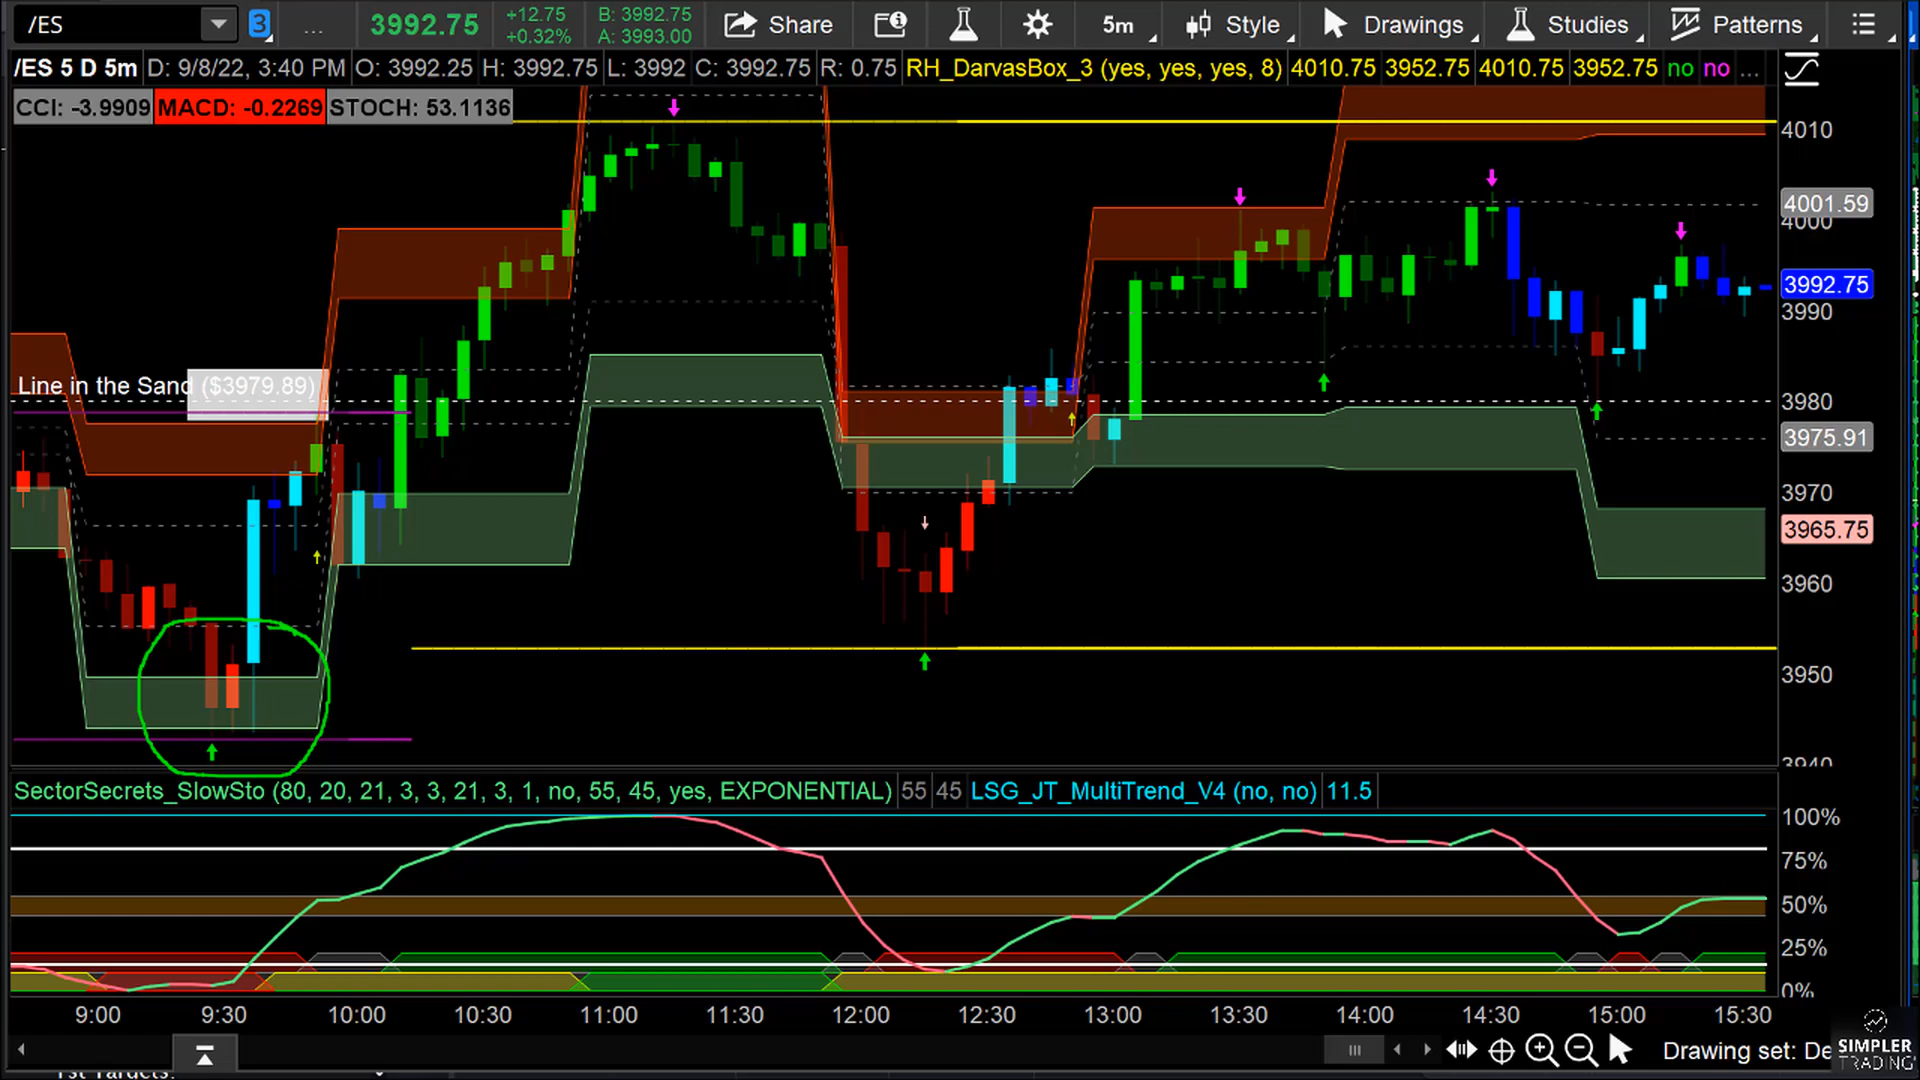 /ES 3 ... 3992.75 +12.75 +0.32% B: 3992.75 A: 3993.00 Share 5m Style Drawings Studies Patterns
/ES 5 D 5m D: 9/8/22, 3:40 PM O: 3992.25 H: 3992.75 L: 3992 C: 3992.75 R: 0.75 RH_DarvasBox_3 (yes, yes, yes, 8) 4010.75 3952.75 4010.75 3952.75 no no ...
CCI: -3.9909 MACD: -0.2269 STOCH: 53.1136
4010
4001.59
4000
3992.75
3990
Line in the Sand ($3979.89)
3980
3975.91
3970
3965.75
3960
3950
3940
SectorSecrets_SlowSto (80, 20, 21, 3, 3, 21, 3, 1, no, 55, 45, yes, EXPONENTIAL) 55 45 LSG_JT_MultiTrend_V4 (no, no) 11.5
100%
75%
50%
25%
0%
9:00 9:30 10:00 10:30 11:00 11:30 12:00 12:30 13:00 13:30 14:00 14:30 15:00 15:30
Drawing set: De
SIMPLER
TRADING
1st Targets: